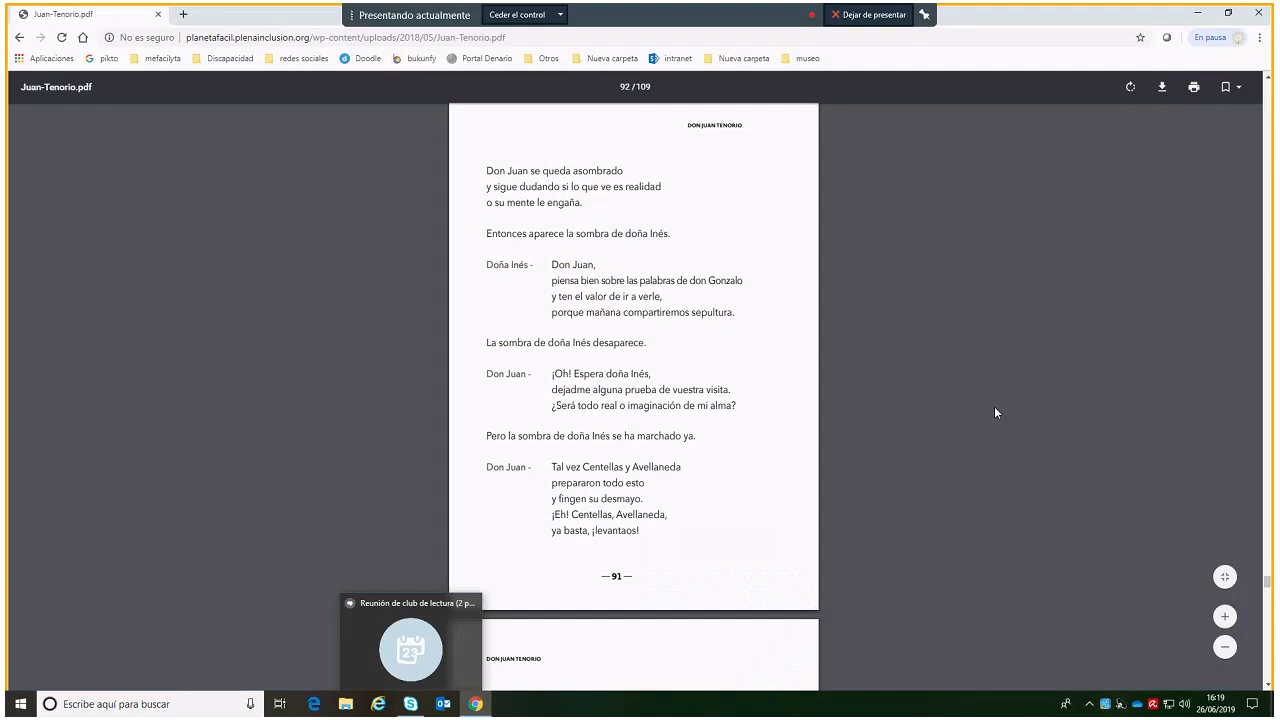 Juan-Tenorio.pdf
Presentando actualmente
Ceder el control
Dejar de presentar
No es seguro
planetafacil.plenainclusion.org/wp-content/uploads/2018/05/Juan-Tenorio.pdf
En pausa
Aplicaciones
pikto
mefacilyta
Discapacidad
redes sociales
Doodle
bukunfy
Portal Denario
Otros
Nueva carpeta
intranet
Nueva carpeta
museo
Juan-Tenorio.pdf
92 / 109
DON JUAN TENORIO
Don Juan se queda asombrado
y sigue dudando si lo que ve es realidad
o su mente le engaña.
Entonces aparece la sombra de doña Inés.
Doña Inés - Don Juan,
piensa bien sobre las palabras de don Gonzalo
y ten el valor de ir a verle,
porque mañana compartiremos sepultura.
La sombra de doña Inés desaparece.
Don Juan - ¡Oh! Espera doña Inés,
dejadme alguna prueba de vuestra visita.
¿Será todo real o imaginación de mi alma?
Pero la sombra de doña Inés se ha marchado ya.
Don Juan - Tal vez Centellas y Avellaneda
prepararon todo esto
y fingen su desmayo.
¡Eh! Centellas, Avellaneda,
ya basta, ¡levantaos!
— 91 —
Reunión de club de lectura (2 p...
23
DON JUAN TENORIO
Escribe aquí para buscar
16:19
26/06/2019